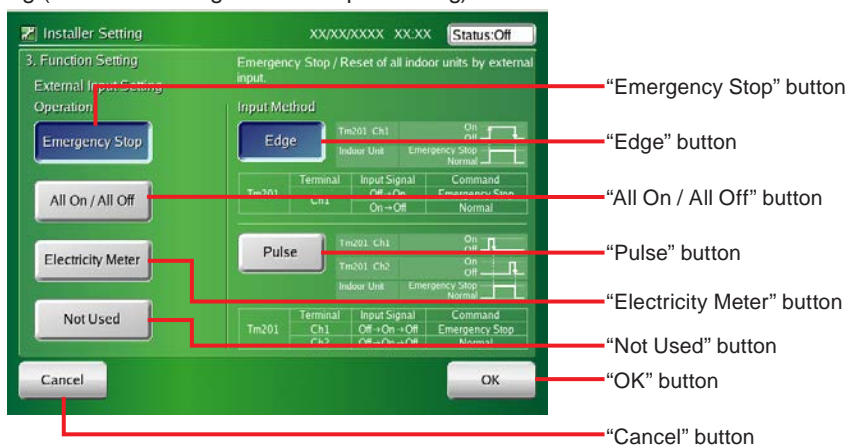 Installer Setting XX/XX/XXXX XX:XX Status:Off
3. Function Setting
External Input Setting
Operation
Emergency Stop
All On / All Off
Electricity Meter
Not Used
Cancel
Emergency Stop / Reset of all indoor units by external
input.
Input Method
Edge
Tm201 Ch1 On
Off
Indoor Unit Emergency Stop
Normal
Terminal Input Signal Command
Tm201 Ch1 Off→On Emergency Stop
On→Off Normal
Pulse
Tm201 Ch1 On
Off
Tm201 Ch2 On
Off
Indoor Unit Emergency Stop
Normal
Terminal Input Signal Command
Tm201 Ch1 Off→On→Off Emergency Stop
Ch2 Off→On→Off Normal
OK
“Emergency Stop” button
“Edge” button
“All On / All Off” button
“Pulse” button
“Electricity Meter” button
“Not Used” button
“OK” button
“Cancel” button